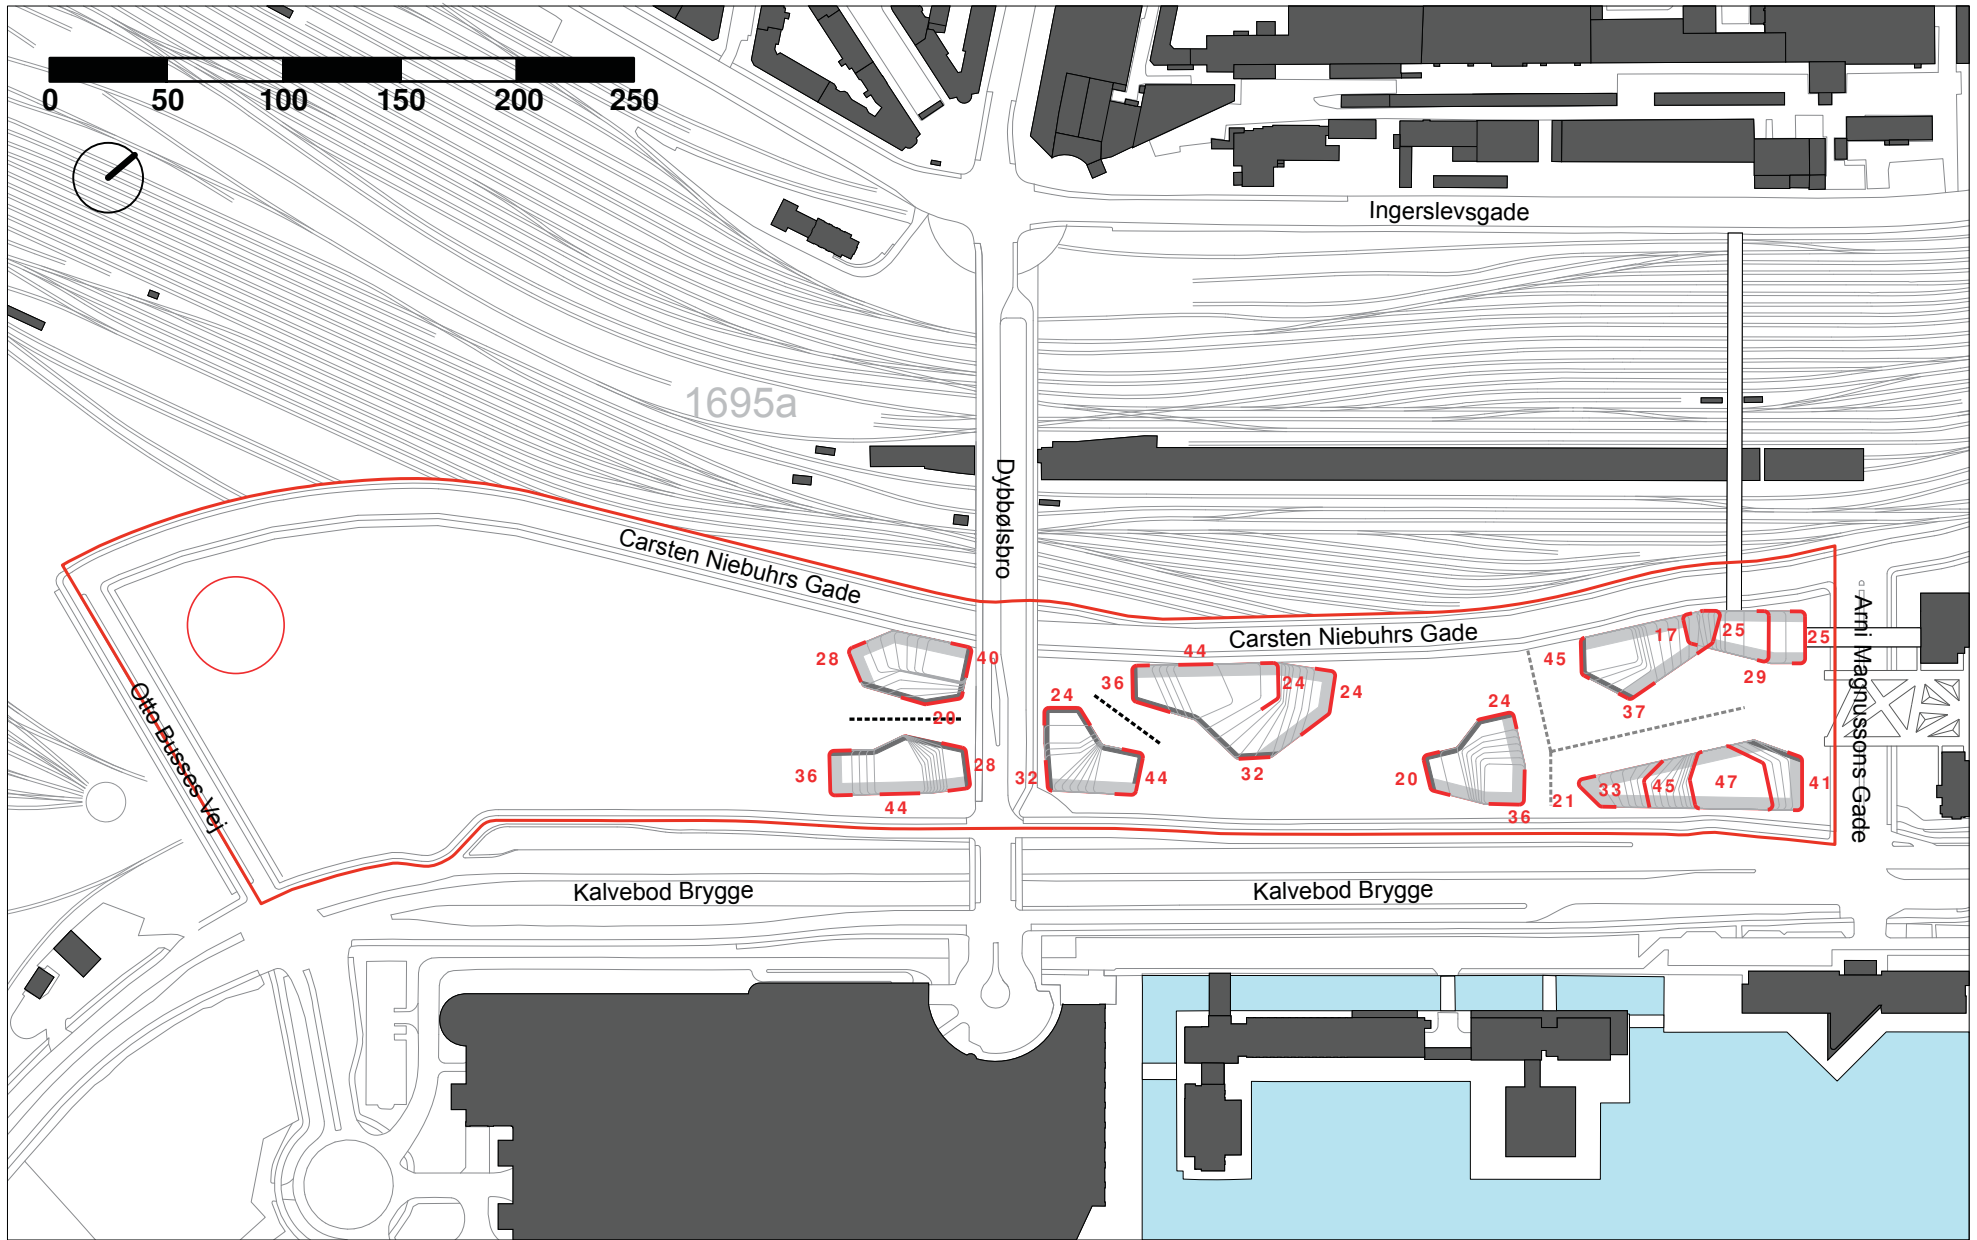 0 50 100 150 200 250
Ingerslevsgade
1695a
Dybbølsbro
Carsten Niebuhrs Gade
Carsten Niebuhrs Gade
Arni Magnussons Gade
Otto Busses Vej
28
40
20
36
28
44
24
32
44
36
44
24
24
32
20
24
36
45
17
25
25
29
37
21
33
45
47
41
Kalvebod Brygge
Kalvebod Brygge